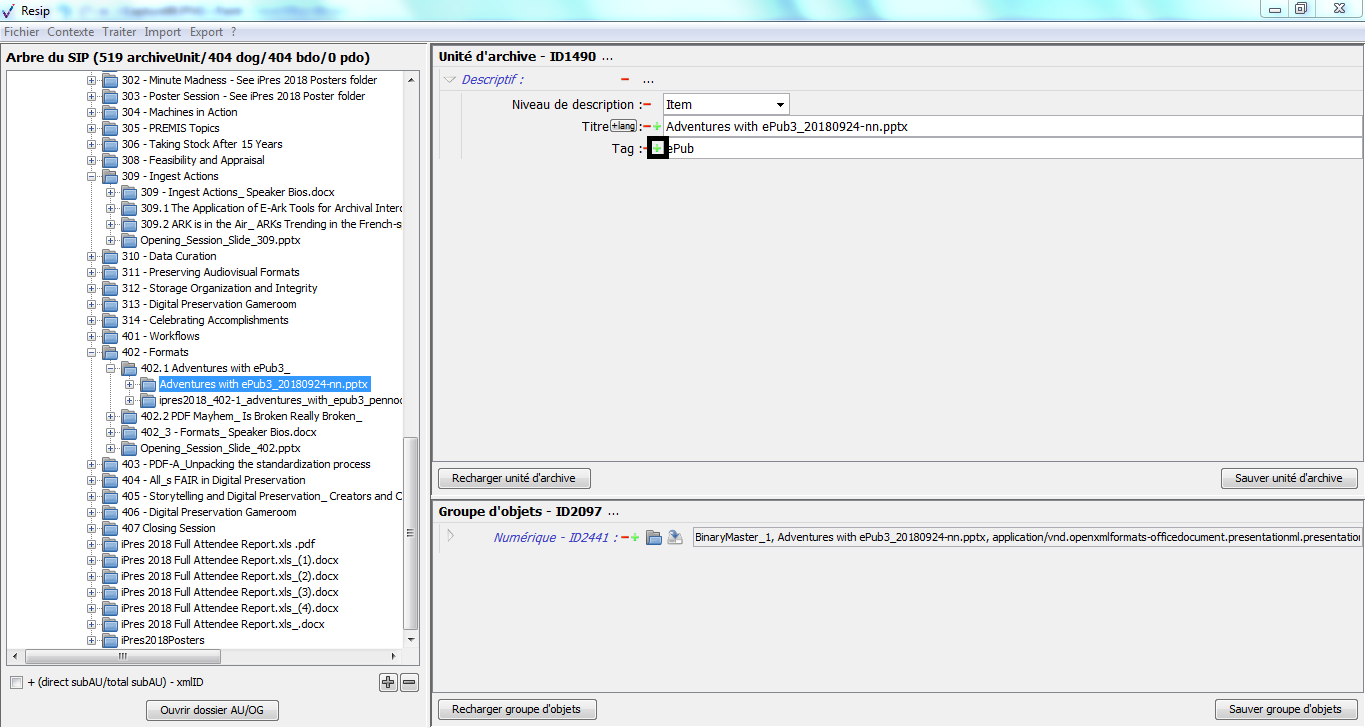 Resip
Fichier Contexte Traiter Import Export ?
Arbre du SIP (519 archiveUnit/404 dog/404 bdo/0 pdo)
302 - Minute Madness - See iPres 2018 Posters folder
303 - Poster Session - See iPres 2018 Poster folder
304 - Machines in Action
305 - PREMIS Topics
306 - Taking Stock After 15 Years
308 - Feasibility and Appraisal
309 - Ingest Actions
309 - Ingest Actions_ Speaker Bios.docx
309.1 The Application of E-Ark Tools for Archival Interc
309.2 ARK is in the Air_ ARKs Trending in the French-s
Opening_Session_Slide_309.pptx
310 - Data Curation
311 - Preserving Audiovisual Formats
312 - Storage Organization and Integrity
313 - Digital Preservation Gameroom
314 - Celebrating Accomplishments
401 - Workflows
402 - Formats
402.1 Adventures with ePub3_
Adventures with ePub3_20180924-nn.pptx
ipres2018_402-1_adventures_with_epub3_pennoc
402.2 PDF Mayhem_ Is Broken Really Broken_
402_3 - Formats_ Speaker Bios.docx
Opening_Session_Slide_402.pptx
403 - PDF-A_Unpacking the standardization process
404 - All_s FAIR in Digital Preservation
405 - Storytelling and Digital Preservation_ Creators and C
406 - Digital Preservation Gameroom
407 Closing Session
iPres 2018 Full Attendee Report.xls .pdf
iPres 2018 Full Attendee Report.xls_(1).docx
iPres 2018 Full Attendee Report.xls_(2).docx
iPres 2018 Full Attendee Report.xls_(3).docx
iPres 2018 Full Attendee Report.xls_(4).docx
iPres 2018 Full Attendee Report.xls_.docx
iPres2018Posters
+ (direct subAU/total subAU) - xmlID
Ouvrir dossier AU/OG
Unité d'archive - ID1490 ...
Descriptif : ...
Niveau de description : Item
Titre +lang : Adventures with ePub3_20180924-nn.pptx
Tag : ePub
Recharger unité d'archive Sauver unité d'archive
Groupe d'objets - ID2097 ...
Numérique - ID2441 : BinaryMaster_1, Adventures with ePub3_20180924-nn.pptx, application/vnd.openxmlformats-officedocument.presentationml.presentation
Recharger groupe d'objets Sauver groupe d'objets